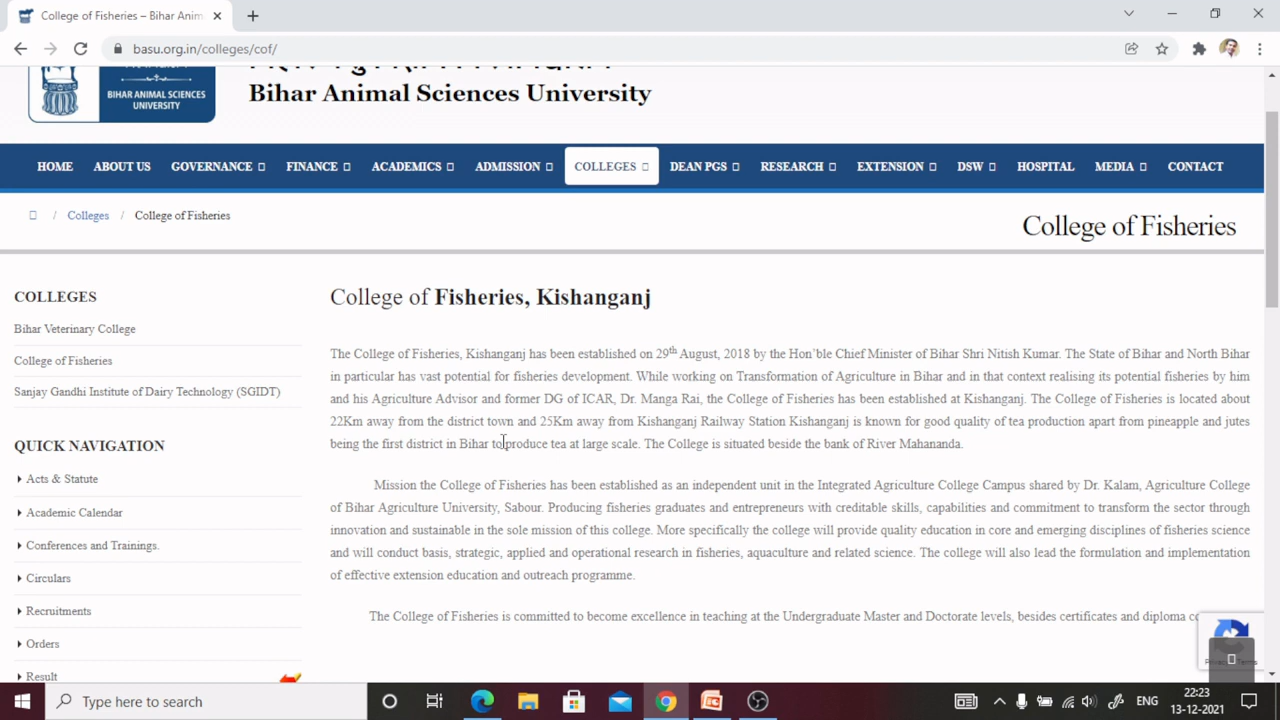 College of Fisheries – Bihar Anim
basu.org.in/colleges/cof/
BIHAR ANIMAL SCIENCES
UNIVERSITY
Bihar Animal Sciences University
HOME ABOUT US GOVERNANCE FINANCE ACADEMICS ADMISSION COLLEGES DEAN PGS RESEARCH EXTENSION DSW HOSPITAL MEDIA CONTACT
/ Colleges / College of Fisheries
College of Fisheries
COLLEGES
Bihar Veterinary College
College of Fisheries
Sanjay Gandhi Institute of Dairy Technology (SGIDT)
QUICK NAVIGATION
Acts & Statute
Academic Calendar
Conferences and Trainings.
Circulars
Recruitments
Orders
Result
College of Fisheries, Kishanganj
The College of Fisheries, Kishanganj has been established on 29th August, 2018 by the Hon'ble Chief Minister of Bihar Shri Nitish Kumar. The State of Bihar and North Bihar
in particular has vast potential for fisheries development. While working on Transformation of Agriculture in Bihar and in that context realising its potential fisheries by him
and his Agriculture Advisor and former DG of ICAR, Dr. Manga Rai, the College of Fisheries has been established at Kishanganj. The College of Fisheries is located about
22Km away from the district town and 25Km away from Kishanganj Railway Station Kishanganj is known for good quality of tea production apart from pineapple and jutes
being the first district in Bihar to produce tea at large scale. The College is situated beside the bank of River Mahananda.
Mission the College of Fisheries has been established as an independent unit in the Integrated Agriculture College Campus shared by Dr. Kalam, Agriculture College
of Bihar Agriculture University, Sabour. Producing fisheries graduates and entrepreneurs with creditable skills, capabilities and commitment to transform the sector through
innovation and sustainable in the sole mission of this college. More specifically the college will provide quality education in core and emerging disciplines of fisheries science
and will conduct basis, strategic, applied and operational research in fisheries, aquaculture and related science. The college will also lead the formulation and implementation
of effective extension education and outreach programme.
The College of Fisheries is committed to become excellence in teaching at the Undergraduate Master and Doctorate levels, besides certificates and diploma co
Type here to search
ENG
22:23
13-12-2021